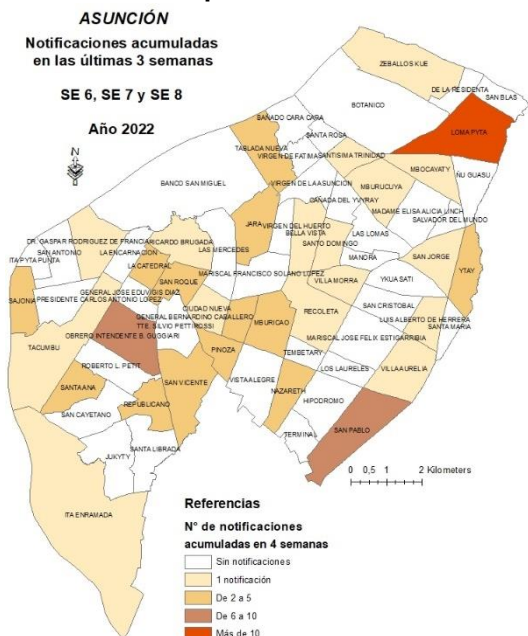 ASUNCIÓN
Notificaciones acumuladas
en las últimas 3 semanas
SE 6, SE 7 y SE 8
Año 2022
N
ZEBALLOS KUE
DE LA RESIDENTA
SAN BLAS
BOTANICO
LOMA PYTA
BAÑADO CARA CARA
SANTA ROSA
TABLADA NUEVA
VIRGEN DE FATIMA
SANTISIMA TRINIDAD
MBOCAYATY
ÑU GUASU
BANCO SAN MIGUEL
VIRGEN DE LA ASUNCION
MBURUCUYA
CAÑADA DEL YVYRAY
MADAME ELISA ALICIA LINCH
SALVADOR DEL MUNDO
JARA
VIRGEN DEL HUERTO
BELLA VISTA
LAS LOMAS
DR. GASPAR RODRIGUEZ DE FRANCIA
RICARDO BRUGADA
SANTO DOMINGO
SAN ANTONIO
LA ENCARNACION
LAS MERCEDES
MANORA
SAN JORGE
ITA PYTA PUNTA
LA CATEDRAL
YTAY
SAN ROQUE
MARISCAL FRANCISCO SOLANO LOPEZ
VILLA MORRA
YKUA SATI
GENERAL JOSE EDUVIGIS DIAZ
SAJONIA
PRESIDENTE CARLOS ANTONIO LOPEZ
CIUDAD NUEVA
SAN CRISTOBAL
GENERAL BERNARDINO CABALLERO
RECOLETA
LUIS ALBERTO DE HERRERA
TTE. SILVIO PETTIROSSI
MBURICAO
SANTA MARIA
OBRERO INTENDENTE B. GUGGIARI
MARISCAL JOSE FELIX ESTIGARRIBIA
TACUMBU
PINOZA
TEMBETARY
ROBERTO L. PETIT
VISTA ALEGRE
LOS LAURELES
VILLA AURELIA
SAN VICENTE
SANTA ANA
NAZARETH
HIPODROMO
REPUBLICANO
SAN CAYETANO
SAN PABLO
TERMINAL
SANTA LIBRADA
JUKYTY
ITA ENRAMADA
0 0,5 1 2 Kilometers
Referencias
N° de notificaciones
acumuladas en 4 semanas
Sin notificaciones
1 notificación
De 2 a 5
De 6 a 10
Más de 10